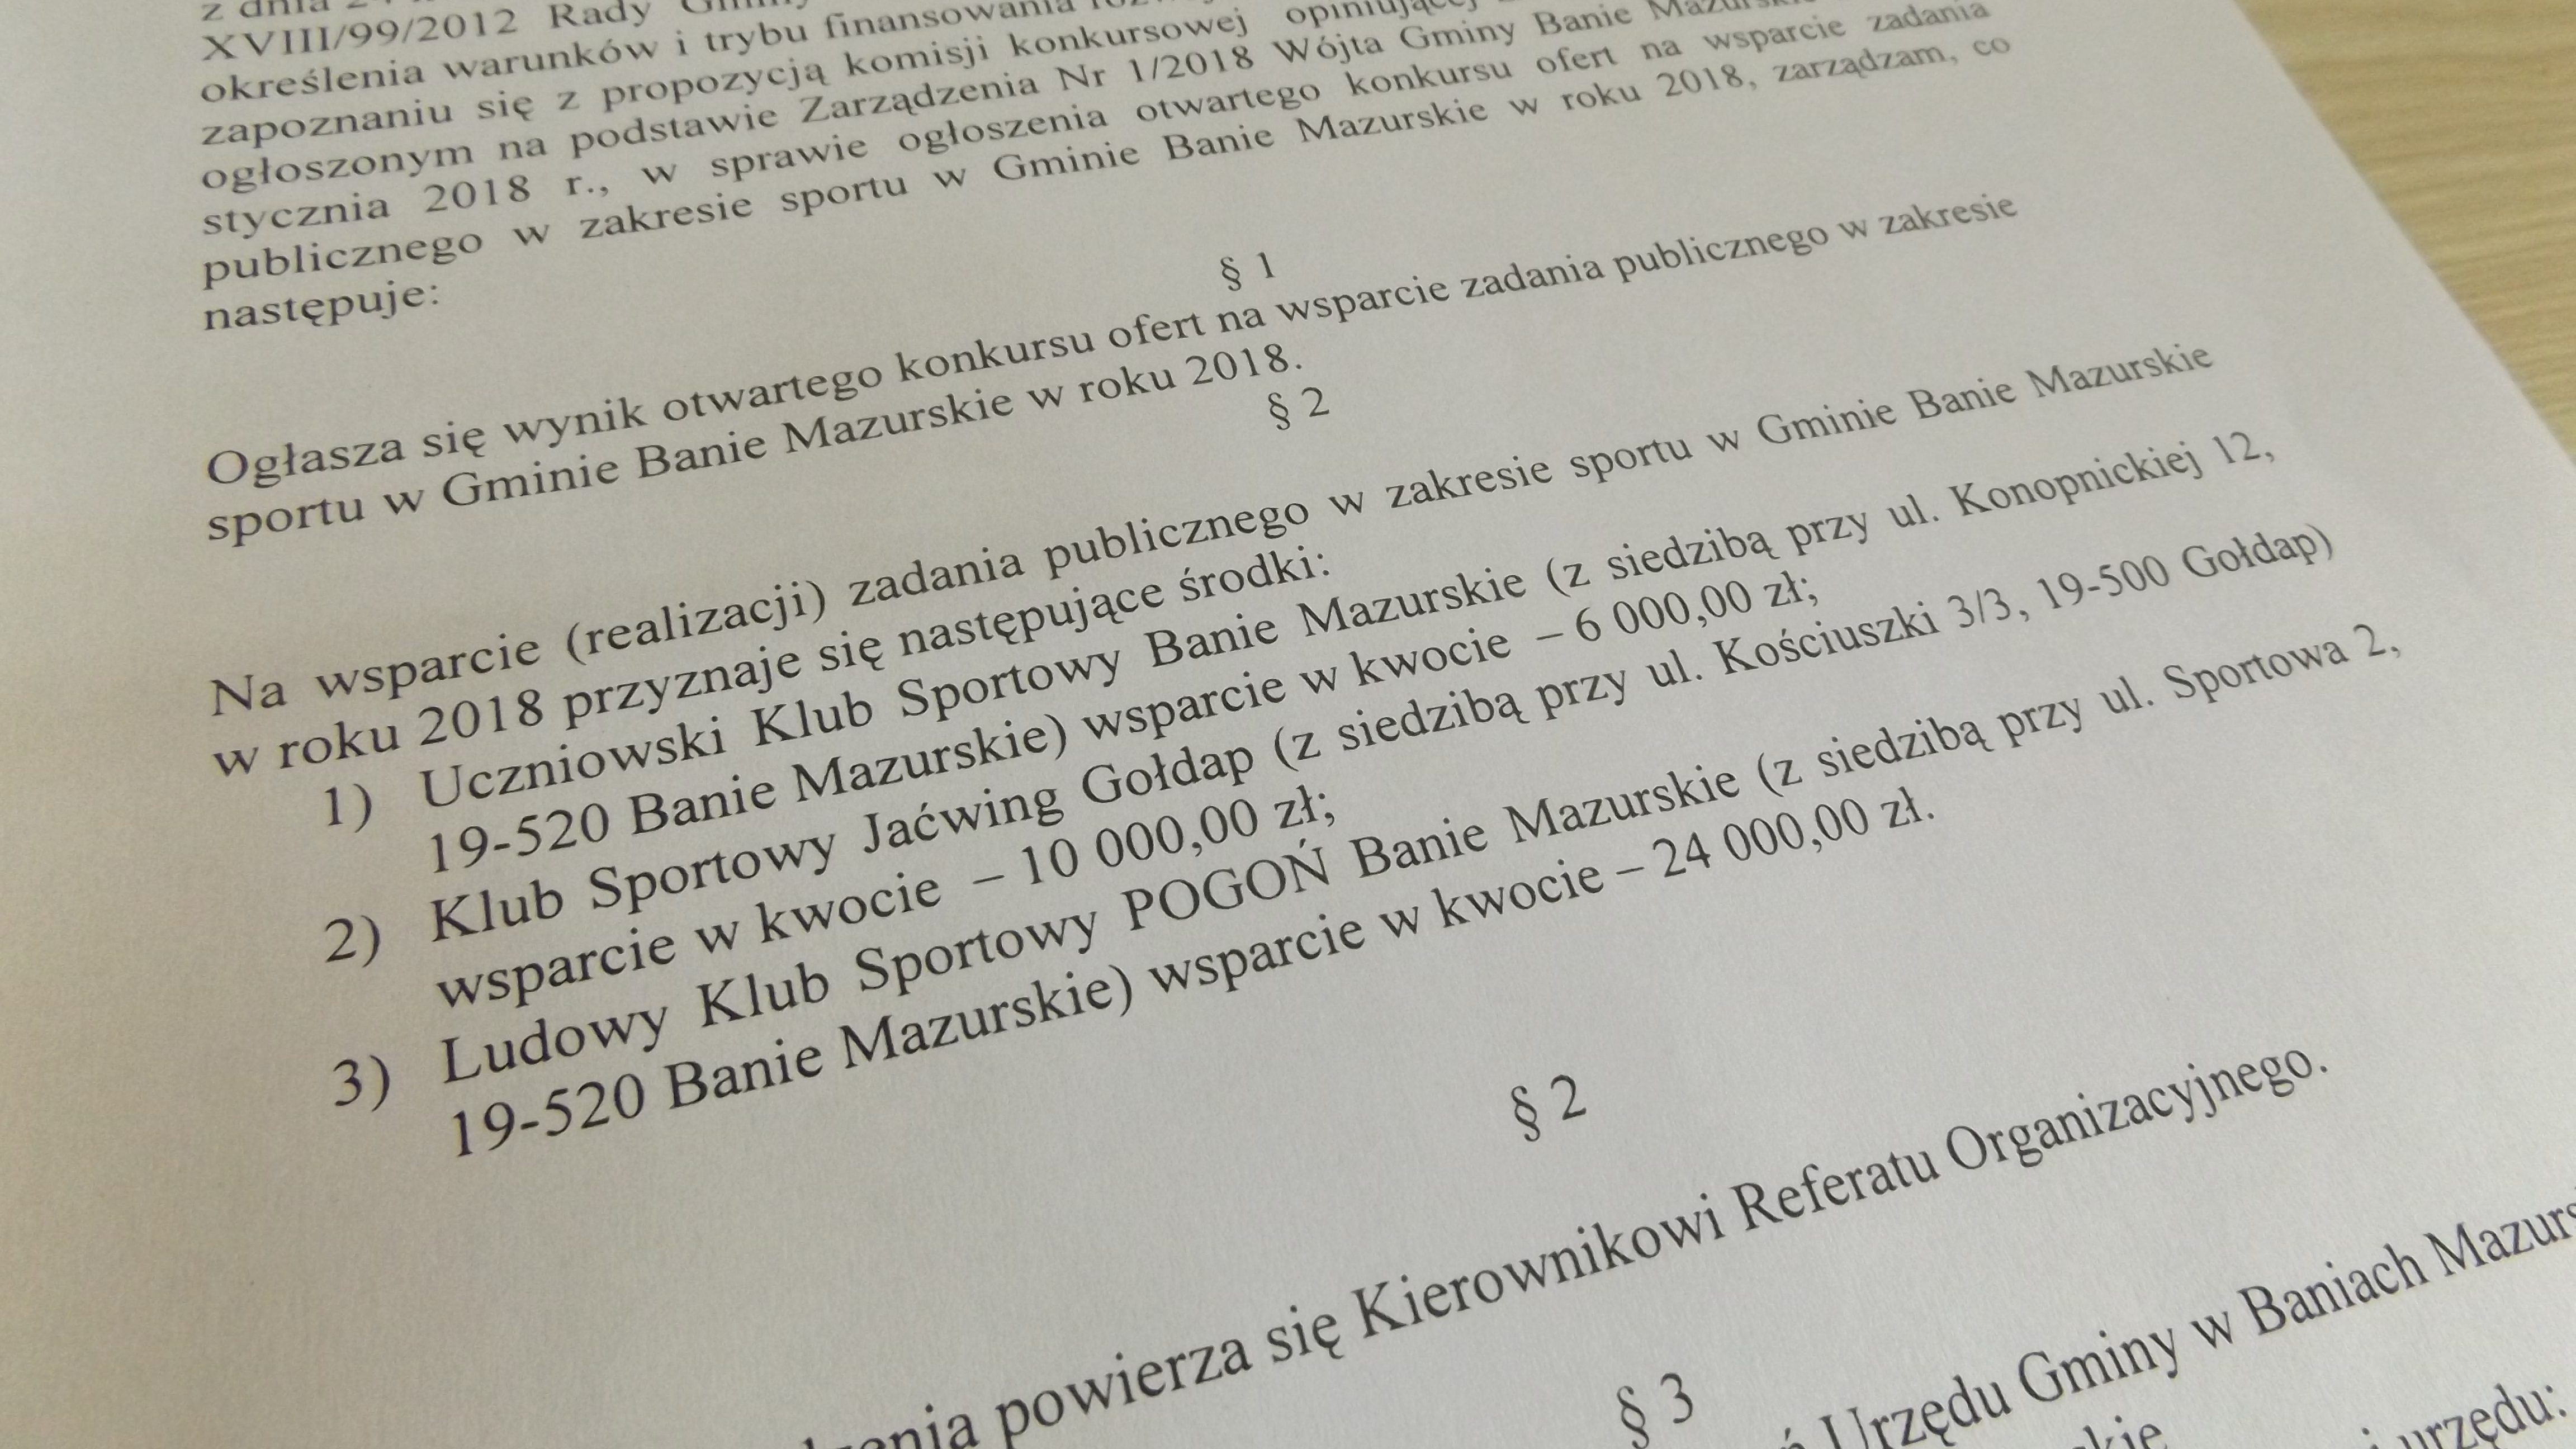 z dnia
XVIII/99/2012 Rady Gminy
określenia warunków i trybu finansowania
zapoznaniu się z propozycją komisji konkursowej opiniującej
ogłoszonym na podstawie Zarządzenia Nr 1/2018 Wójta Gminy Banie
stycznia 2018 r., w sprawie ogłoszenia otwartego konkursu ofert na wsparcie zadania
publicznego w zakresie sportu w Gminie Banie Mazurskie w roku 2018, zarządzam, co
następuje:
§ 1
Ogłasza się wynik otwartego konkursu ofert na wsparcie zadania publicznego w zakresie
sportu w Gminie Banie Mazurskie w roku 2018.
§ 2
Na wsparcie (realizacji) zadania publicznego w zakresie sportu w Gminie Banie Mazurskie
w roku 2018 przyznaje się następujące środki:
1) Uczniowski Klub Sportowy Banie Mazurskie (z siedzibą przy ul. Konopnickiej 12,
19-520 Banie Mazurskie) wsparcie w kwocie – 6 000,00 zł;
2) Klub Sportowy Jaćwing Gołdap (z siedzibą przy ul. Kościuszki 3/3, 19-500 Gołdap)
wsparcie w kwocie – 10 000,00 zł;
3) Ludowy Klub Sportowy POGOŃ Banie Mazurskie (z siedzibą przy ul. Sportowa 2,
19-520 Banie Mazurskie) wsparcie w kwocie – 24 000,00 zł.
§ 2
powierza się Kierownikowi Referatu Organizacyjnego.
§ 3
Urzędu Gminy w Baniach
urzędu: